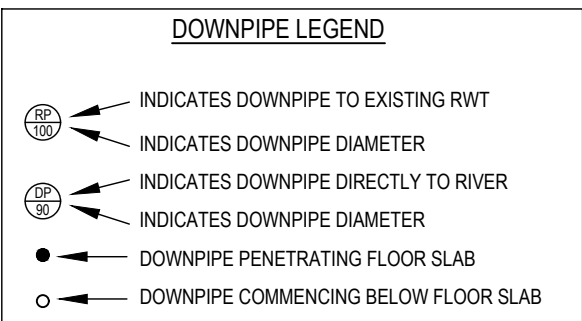 DOWNPIPE LEGEND
RP
100
INDICATES DOWNPIPE TO EXISTING RWT
INDICATES DOWNPIPE DIAMETER
DP
90
INDICATES DOWNPIPE DIRECTLY TO RIVER
INDICATES DOWNPIPE DIAMETER
DOWNPIPE PENETRATING FLOOR SLAB
DOWNPIPE COMMENCING BELOW FLOOR SLAB